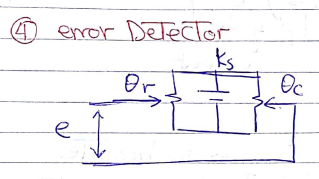 ④ error DeTecTor
ks
θr θc
e